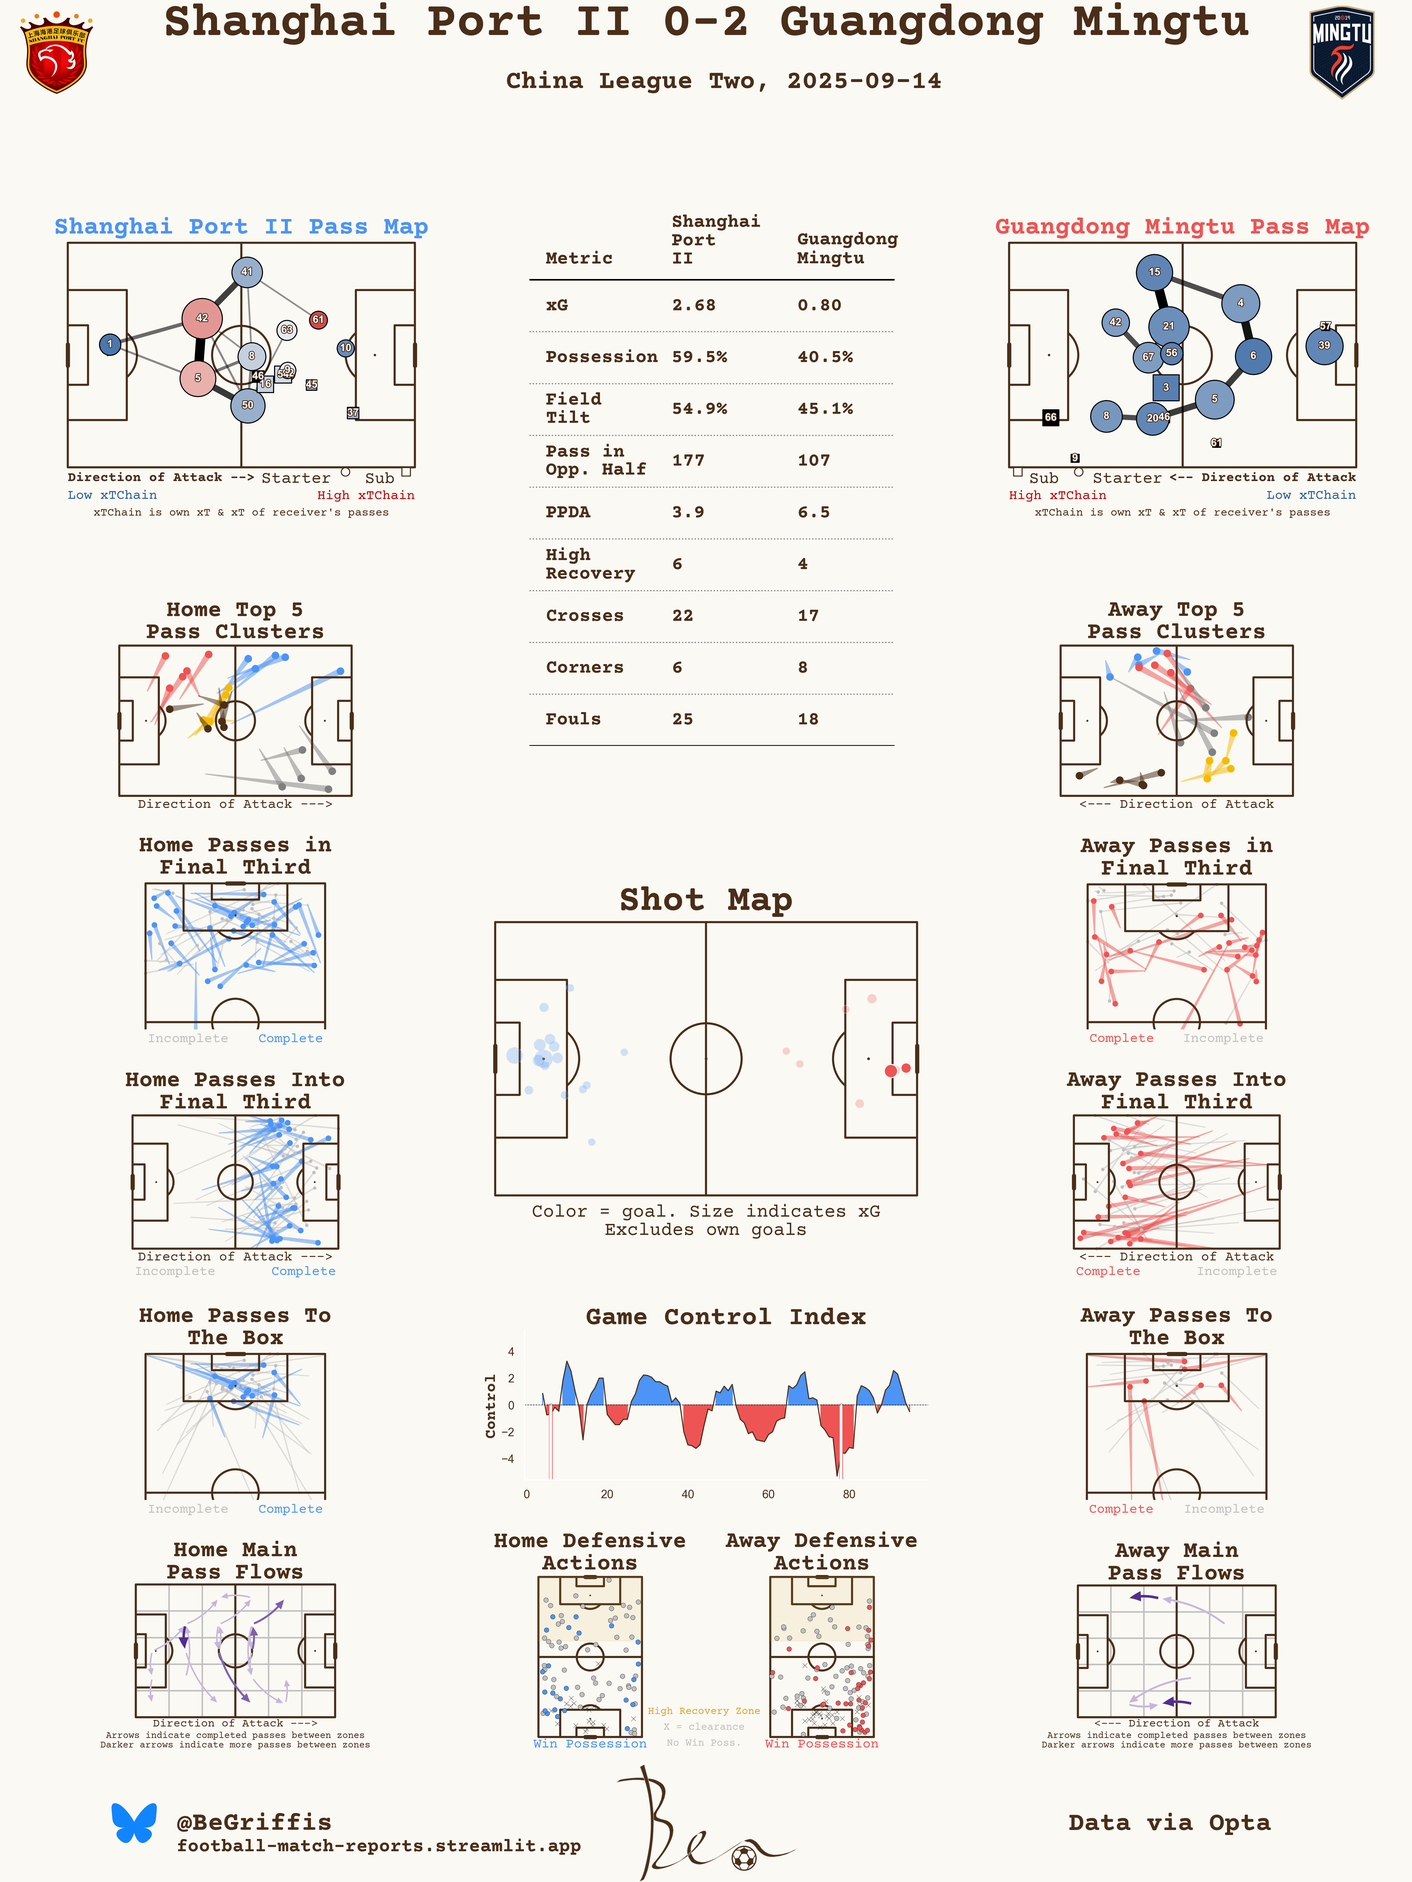 Shanghai Port II 0-2 Guangdong Mingtu
China League Two, 2025-09-14
上海海港足球俱乐部
SHANGHAI PORT FC
MINGTU
Shanghai Port II Pass Map
41
42
61
63
1
8
10
5
46
16
9
45
50
37
Direction of Attack --> Starter Sub
Low xTChain High xTChain
xTChain is own xT & xT of receiver's passes
Metric Shanghai Port II Guangdong Mingtu
xG 2.68 0.80
Possession 59.5% 40.5%
Field Tilt 54.9% 45.1%
Pass in Opp. Half 177 107
PPDA 3.9 6.5
High Recovery 6 4
Crosses 22 17
Corners 6 8
Fouls 25 18
Guangdong Mingtu Pass Map
15
4
42
21
57
39
67
56
6
3
5
66
8
20
46
61
9
Sub Starter <-- Direction of Attack
High xTChain Low xTChain
xTChain is own xT & xT of receiver's passes
Home Top 5
Pass Clusters
Direction of Attack --->
Away Top 5
Pass Clusters
<--- Direction of Attack
Home Passes in
Final Third
Incomplete Complete
Away Passes in
Final Third
Complete Incomplete
Shot Map
Color = goal. Size indicates xG
Excludes own goals
Home Passes Into
Final Third
Direction of Attack --->
Incomplete Complete
Away Passes Into
Final Third
<--- Direction of Attack
Complete Incomplete
Home Passes To
The Box
Incomplete Complete
Game Control Index
Control
4
2
0
−2
−4
0 20 40 60 80
Away Passes To
The Box
Complete Incomplete
Home Main
Pass Flows
Direction of Attack --->
Arrows indicate completed passes between zones
Darker arrows indicate more passes between zones
Home Defensive
Actions
Win Possession
Away Defensive
Actions
Win Possession
High Recovery Zone
X = clearance
No Win Poss.
Away Main
Pass Flows
<--- Direction of Attack
Arrows indicate completed passes between zones
Darker arrows indicate more passes between zones
@BeGriffis
football-match-reports.streamlit.app
Ben
Data via Opta